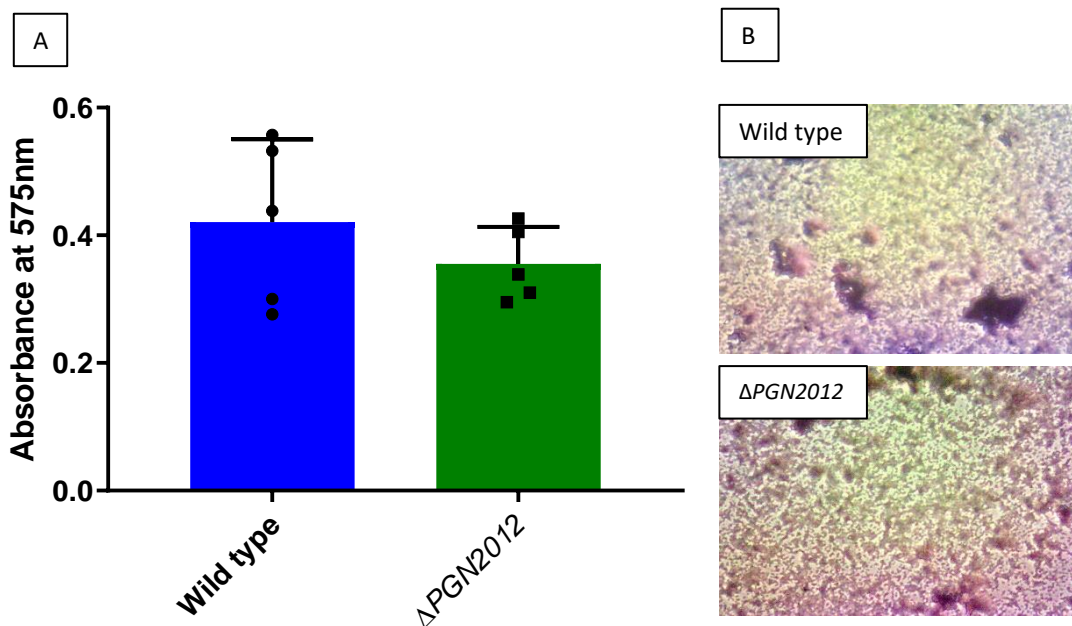 A
B
0.6
0.4
0.2
0.0
Absorbance at 575nm
Wild type
ΔPGN2012
Wild type
ΔPGN2012